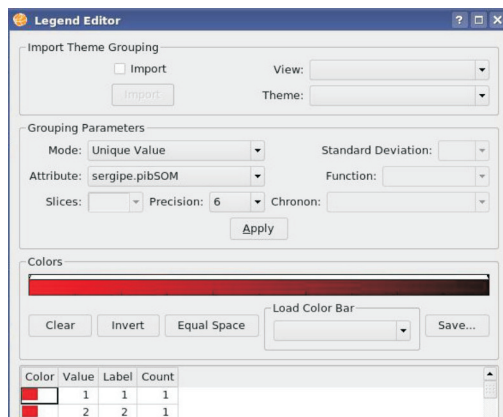 Legend Editor
Import Theme Grouping
Import View:
Import Theme:
Grouping Parameters
Mode: Unique Value Standard Deviation:
Attribute: sergipe.pibSOM Function:
Slices: Precision: 6 Chronon:
Apply
Colors
Load Color Bar
Clear Invert Equal Space Save...
Color Value Label Count
1 1 1
2 2 1